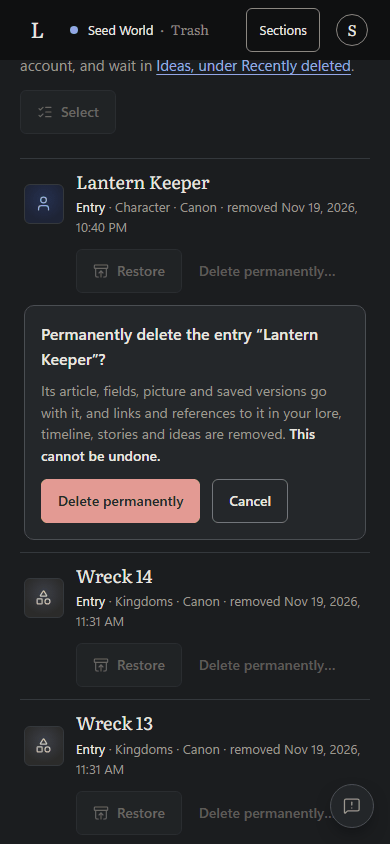 L
Seed World · Trash
Sections
S
account, and wait in Ideas, under Recently deleted.
Select
Lantern Keeper
Entry · Character · Canon · removed Nov 19, 2026,
10:40 PM
Restore
Delete permanently...
Permanently delete the entry “Lantern
Keeper”?
Its article, fields, picture and saved versions go
with it, and links and references to it in your lore,
timeline, stories and ideas are removed. This
cannot be undone.
Delete permanently
Cancel
Wreck 14
Entry · Kingdoms · Canon · removed Nov 19, 2026,
11:31 AM
Restore
Delete permanently...
Wreck 13
Entry · Kingdoms · Canon · removed Nov 19, 2026,
11:31 AM
Restore
Delete permanently...